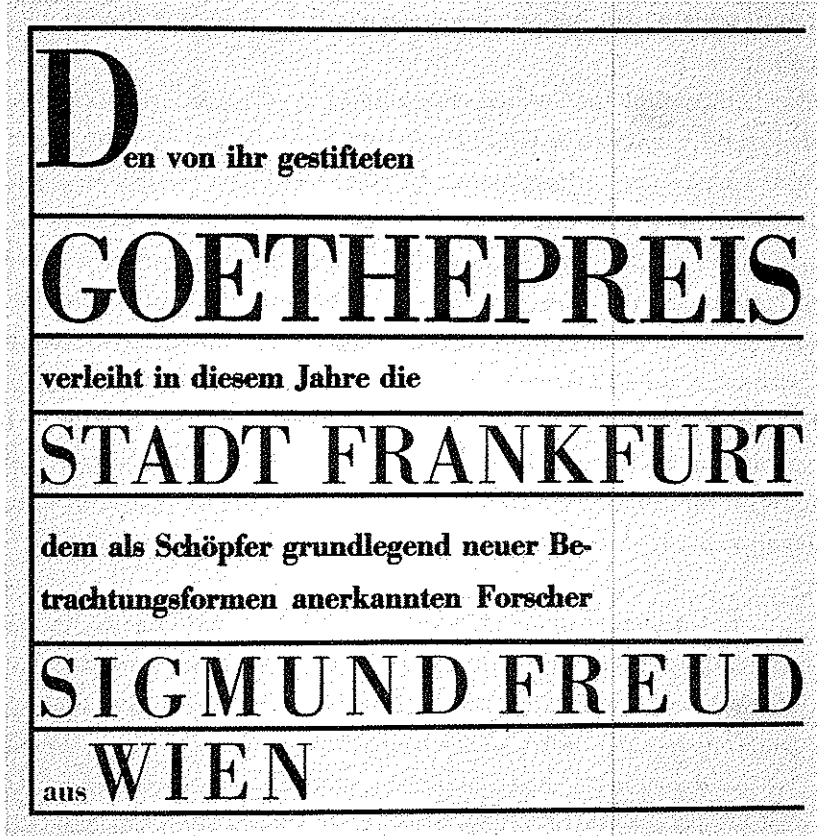 Den von ihr gestifteten
GOETHEPREIS
verleiht in diesem Jahre die
STADT FRANKFURT
dem als Schöpfer grundlegend neuer Be-
trachtungsformen anerkannten Forscher
SIGMUND FREUD
aus WIEN